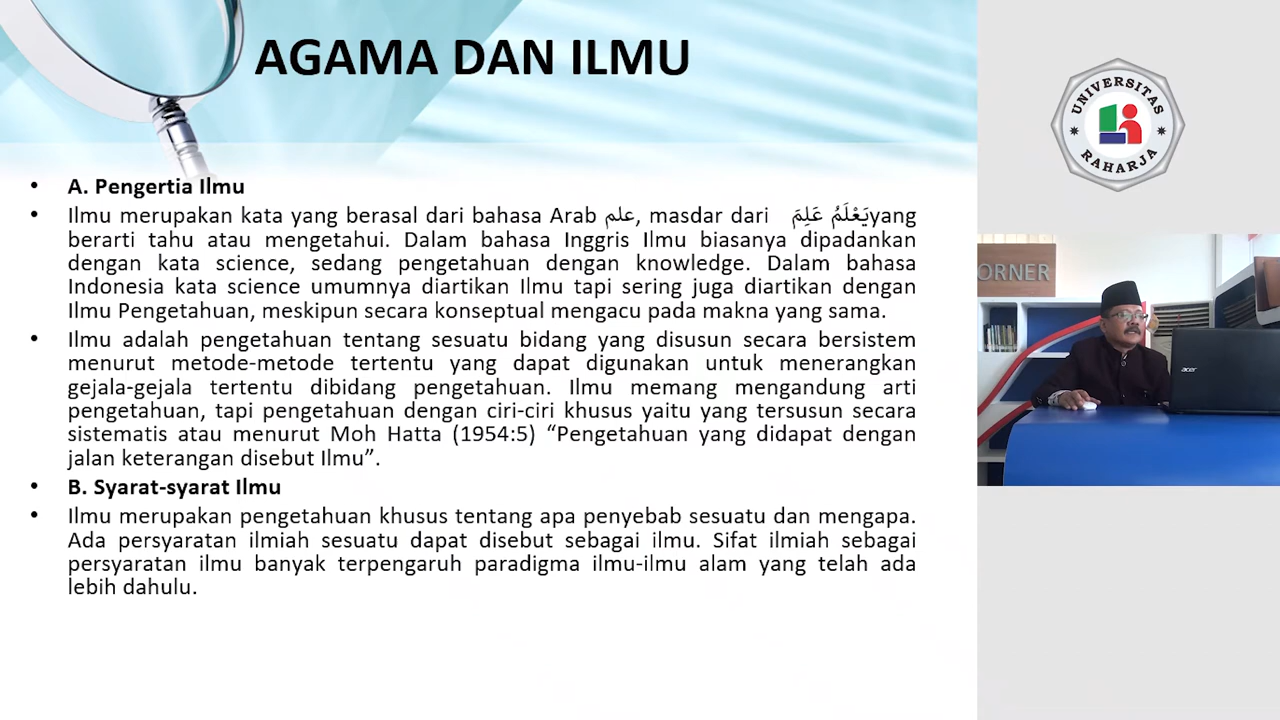 AGAMA DAN ILMU
• A. Pengertia Ilmu
• Ilmu merupakan kata yang berasal dari bahasa Arab علم, masdar dari عَلِمَ يَعْلَمُ yang
berarti tahu atau mengetahui. Dalam bahasa Inggris Ilmu biasanya dipadankan
dengan kata science, sedang pengetahuan dengan knowledge. Dalam bahasa
Indonesia kata science umumnya diartikan Ilmu tapi sering juga diartikan dengan
Ilmu Pengetahuan, meskipun secara konseptual mengacu pada makna yang sama.
• Ilmu adalah pengetahuan tentang sesuatu bidang yang disusun secara bersistem
menurut metode-metode tertentu yang dapat digunakan untuk menerangkan
gejala-gejala tertentu dibidang pengetahuan. Ilmu memang mengandung arti
pengetahuan, tapi pengetahuan dengan ciri-ciri khusus yaitu yang tersusun secara
sistematis atau menurut Moh Hatta (1954:5) “Pengetahuan yang didapat dengan
jalan keterangan disebut Ilmu”.
• B. Syarat-syarat Ilmu
• Ilmu merupakan pengetahuan khusus tentang apa penyebab sesuatu dan mengapa.
Ada persyaratan ilmiah sesuatu dapat disebut sebagai ilmu. Sifat ilmiah sebagai
persyaratan ilmu banyak terpengaruh paradigma ilmu-ilmu alam yang telah ada
lebih dahulu.
UNIVERSITAS
RAHARJA
ORNER
acer